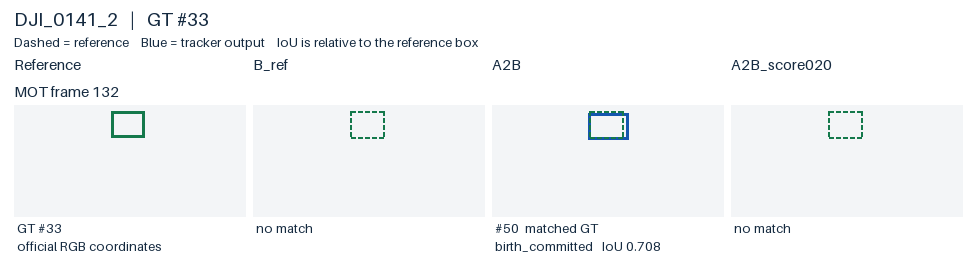 DJI_0141_2 | GT #33
Dashed = reference Blue = tracker output IoU is relative to the reference box
Reference B_ref A2B A2B_score020
MOT frame 132
GT #33 no match #50 matched GT no match
official RGB coordinates birth_committed IoU 0.708